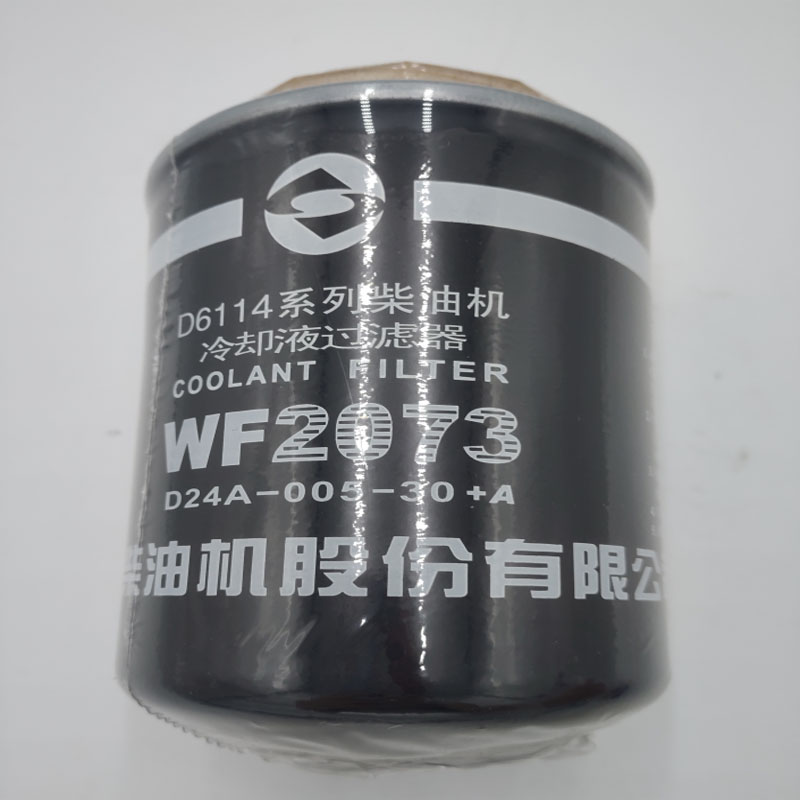 D6114系列柴油机
冷却液过滤器
COOLANT FILTER
WF2073
D24A-005-30+A
柴油机股份有限公